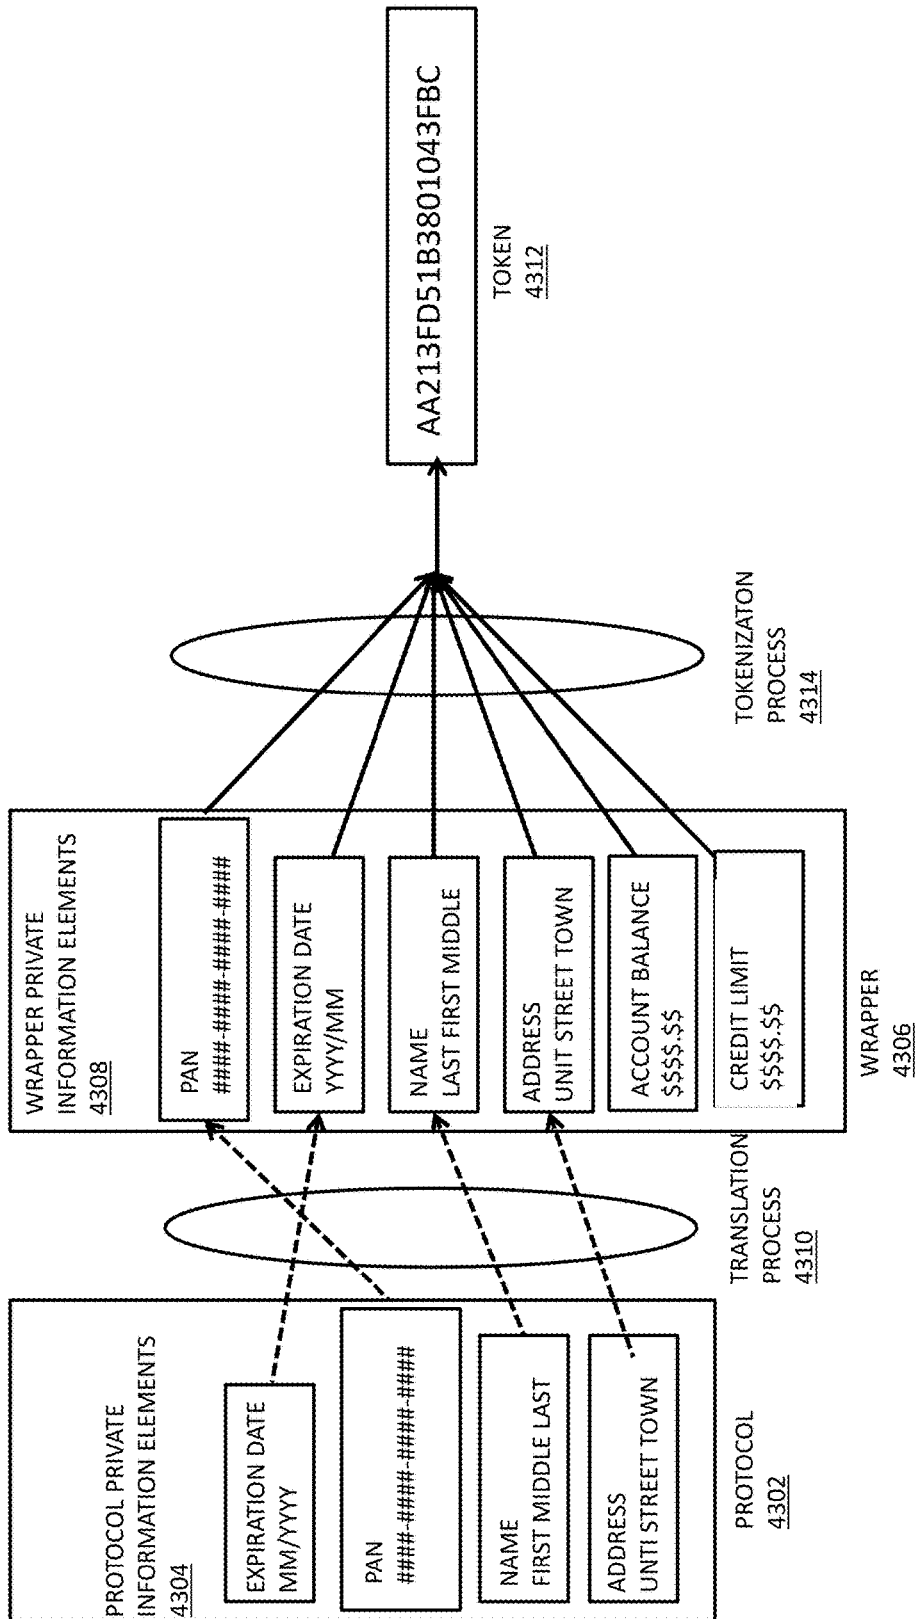 PROTOCOL PRIVATE
INFORMATION ELEMENTS
4304
EXPIRATION DATE
MM/YYYY
PAN
####-####-####-####
NAME
FIRST MIDDLE LAST
ADDRESS
UNTI STREET TOWN
PROTOCOL
4302
TRANSLATION
PROCESS
4310
WRAPPER PRIVATE
INFORMATION ELEMENTS
4308
PAN
####-####-####-####
EXPIRATION DATE
YYYY/MM
NAME
LAST FIRST MIDDLE
ADDRESS
UNIT STREET TOWN
ACCOUNT BALANCE
$$$$.$$
CREDIT LIMIT
$$$$.$$
WRAPPER
4306
TOKENIZATON
PROCESS
4314
AA213FD51B3801043FBC
TOKEN
4312